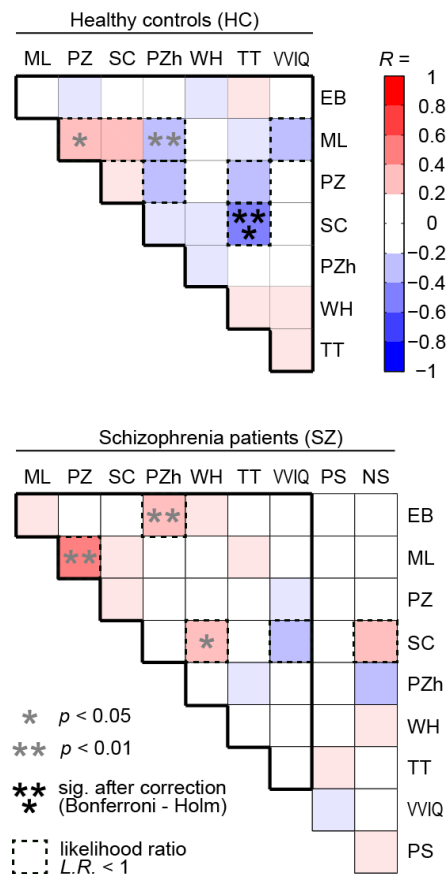 Healthy controls (HC)
ML PZ SC PZh WH TT VVIQ R =
EB
ML
PZ
SC
PZh
WH
TT
1
0.8
0.6
0.4
0.2
0
−0.2
−0.4
−0.6
−0.8
−1
* **
** *
Schizophrenia patients (SZ)
ML PZ SC PZh WH TT VVIQ PS NS
** EB
** ML
PZ
* SC
PZh
WH
TT
VVIQ
PS
* p < 0.05
** p < 0.01
** * sig. after correction
(Bonferroni - Holm)
likelihood ratio
L.R. < 1